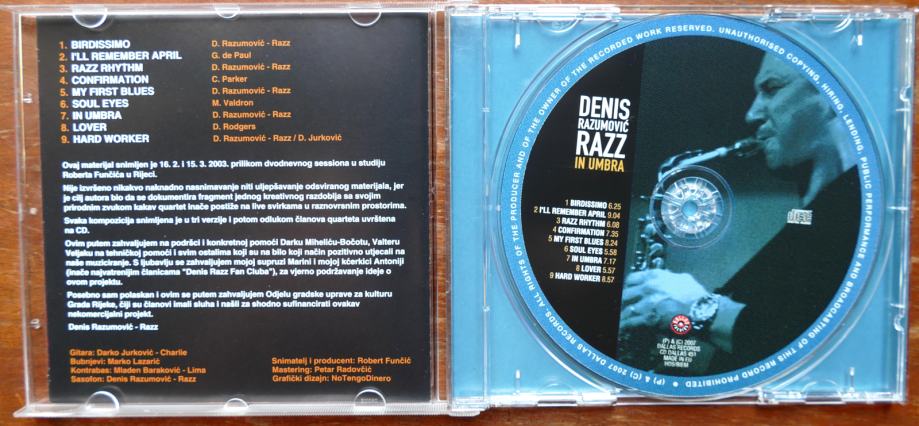 1. BIRDISSIMO D. Razumović - Razz
2. I'LL REMEMBER APRIL G. de Paul
3. RAZZ RHYTHM D. Razumović - Razz
4. CONFIRMATION C. Parker
5. MY FIRST BLUES D. Razumović - Razz
6. SOUL EYES M. Valdron
7. IN UMBRA D. Razumović - Razz
8. LOVER D. Rodgers
9. HARD WORKER D. Razumović - Razz / D. Jurković
Ovaj materijal snimljen je 16. 2. i 15. 3. 2003. prilikom dvodnevnog sessiona u studiju
Roberta Funčića u Rijeci.
Nije izvršeno nikakvo naknadno nasnimavanje niti uljepšavanje odsviranog materijala, jer
je cilj autora bio da se dokumentira fragment jednog kreativnog razdoblja sa svojim
prirodnim zvukom kakav quartet inače postiže na live svirkama u raznovranim prostorima.
Svaka kompozicija snimljena je u tri verzije i potom odlukom članova quarteta uvrštena
na CD.
Ovim putem zahvaljujem na podršci i konkretnoj pomoći Darku Miheliću-Bočotu, Valteru
Veljaku na tehničkoj pomoći i svim ostalima koji su na bilo koji način pozitivno utjecali na
naše muziciranje. S ljubavlju se zahvaljujem mojoj supruzi Marini i mojoj kćerkici Antoniji
(inače najvatrenijim članicama "Denis Razz Fan Cluba"), za vjerno podržavanje ideje o
ovom projektu.
Posebno sam polaskan i ovim se putem zahvaljujem Odjelu gradske uprave za kulturu
Grada Rijeke, čiji su članovi imali sluha i našli za shodno sufinancirati ovakav
nekomercijalni projekt.
Denis Razumović - Razz
Gitara: Darko Jurković - Charlie
Bubnjevi: Marko Lazarić
Kontrabas: Mladen Baraković - Lima
Saxofon: Denis Razumović - Razz
Snimatelj i producent: Robert Funčić
Mastering: Petar Radovčić
Grafički dizajn: NoTengoDinero
ALL RIGHTS OF THE PRODUCER AND OF THE OWNER OF THE RECORDED WORK RESERVED. UNAUTHORISED COPYING, HIRING, LENDING, PUBLIC PERFORMANCE AND BROADCASTING OF THIS RECORD PROHIBITED • (P) & (C) 2007 DALLAS RECORDS.
DENIS
RAZUMOVIĆ
RAZZ
IN UMBRA
1 BIRDISSIMO 6.25
2 I'LL REMEMBER APRIL 9.04
3 RAZZ RHYTHM 6.08
4 CONFIRMATION 7.35
5 MY FIRST BLUES 8.24
6 SOUL EYES 5.58
7 IN UMBRA 7.17
8 LOVER 5.57
9 HARD WORKER 8.57
(P) & (C) 2007
DALLAS RECORDS
CD DALLAS 451
MADE IN EU